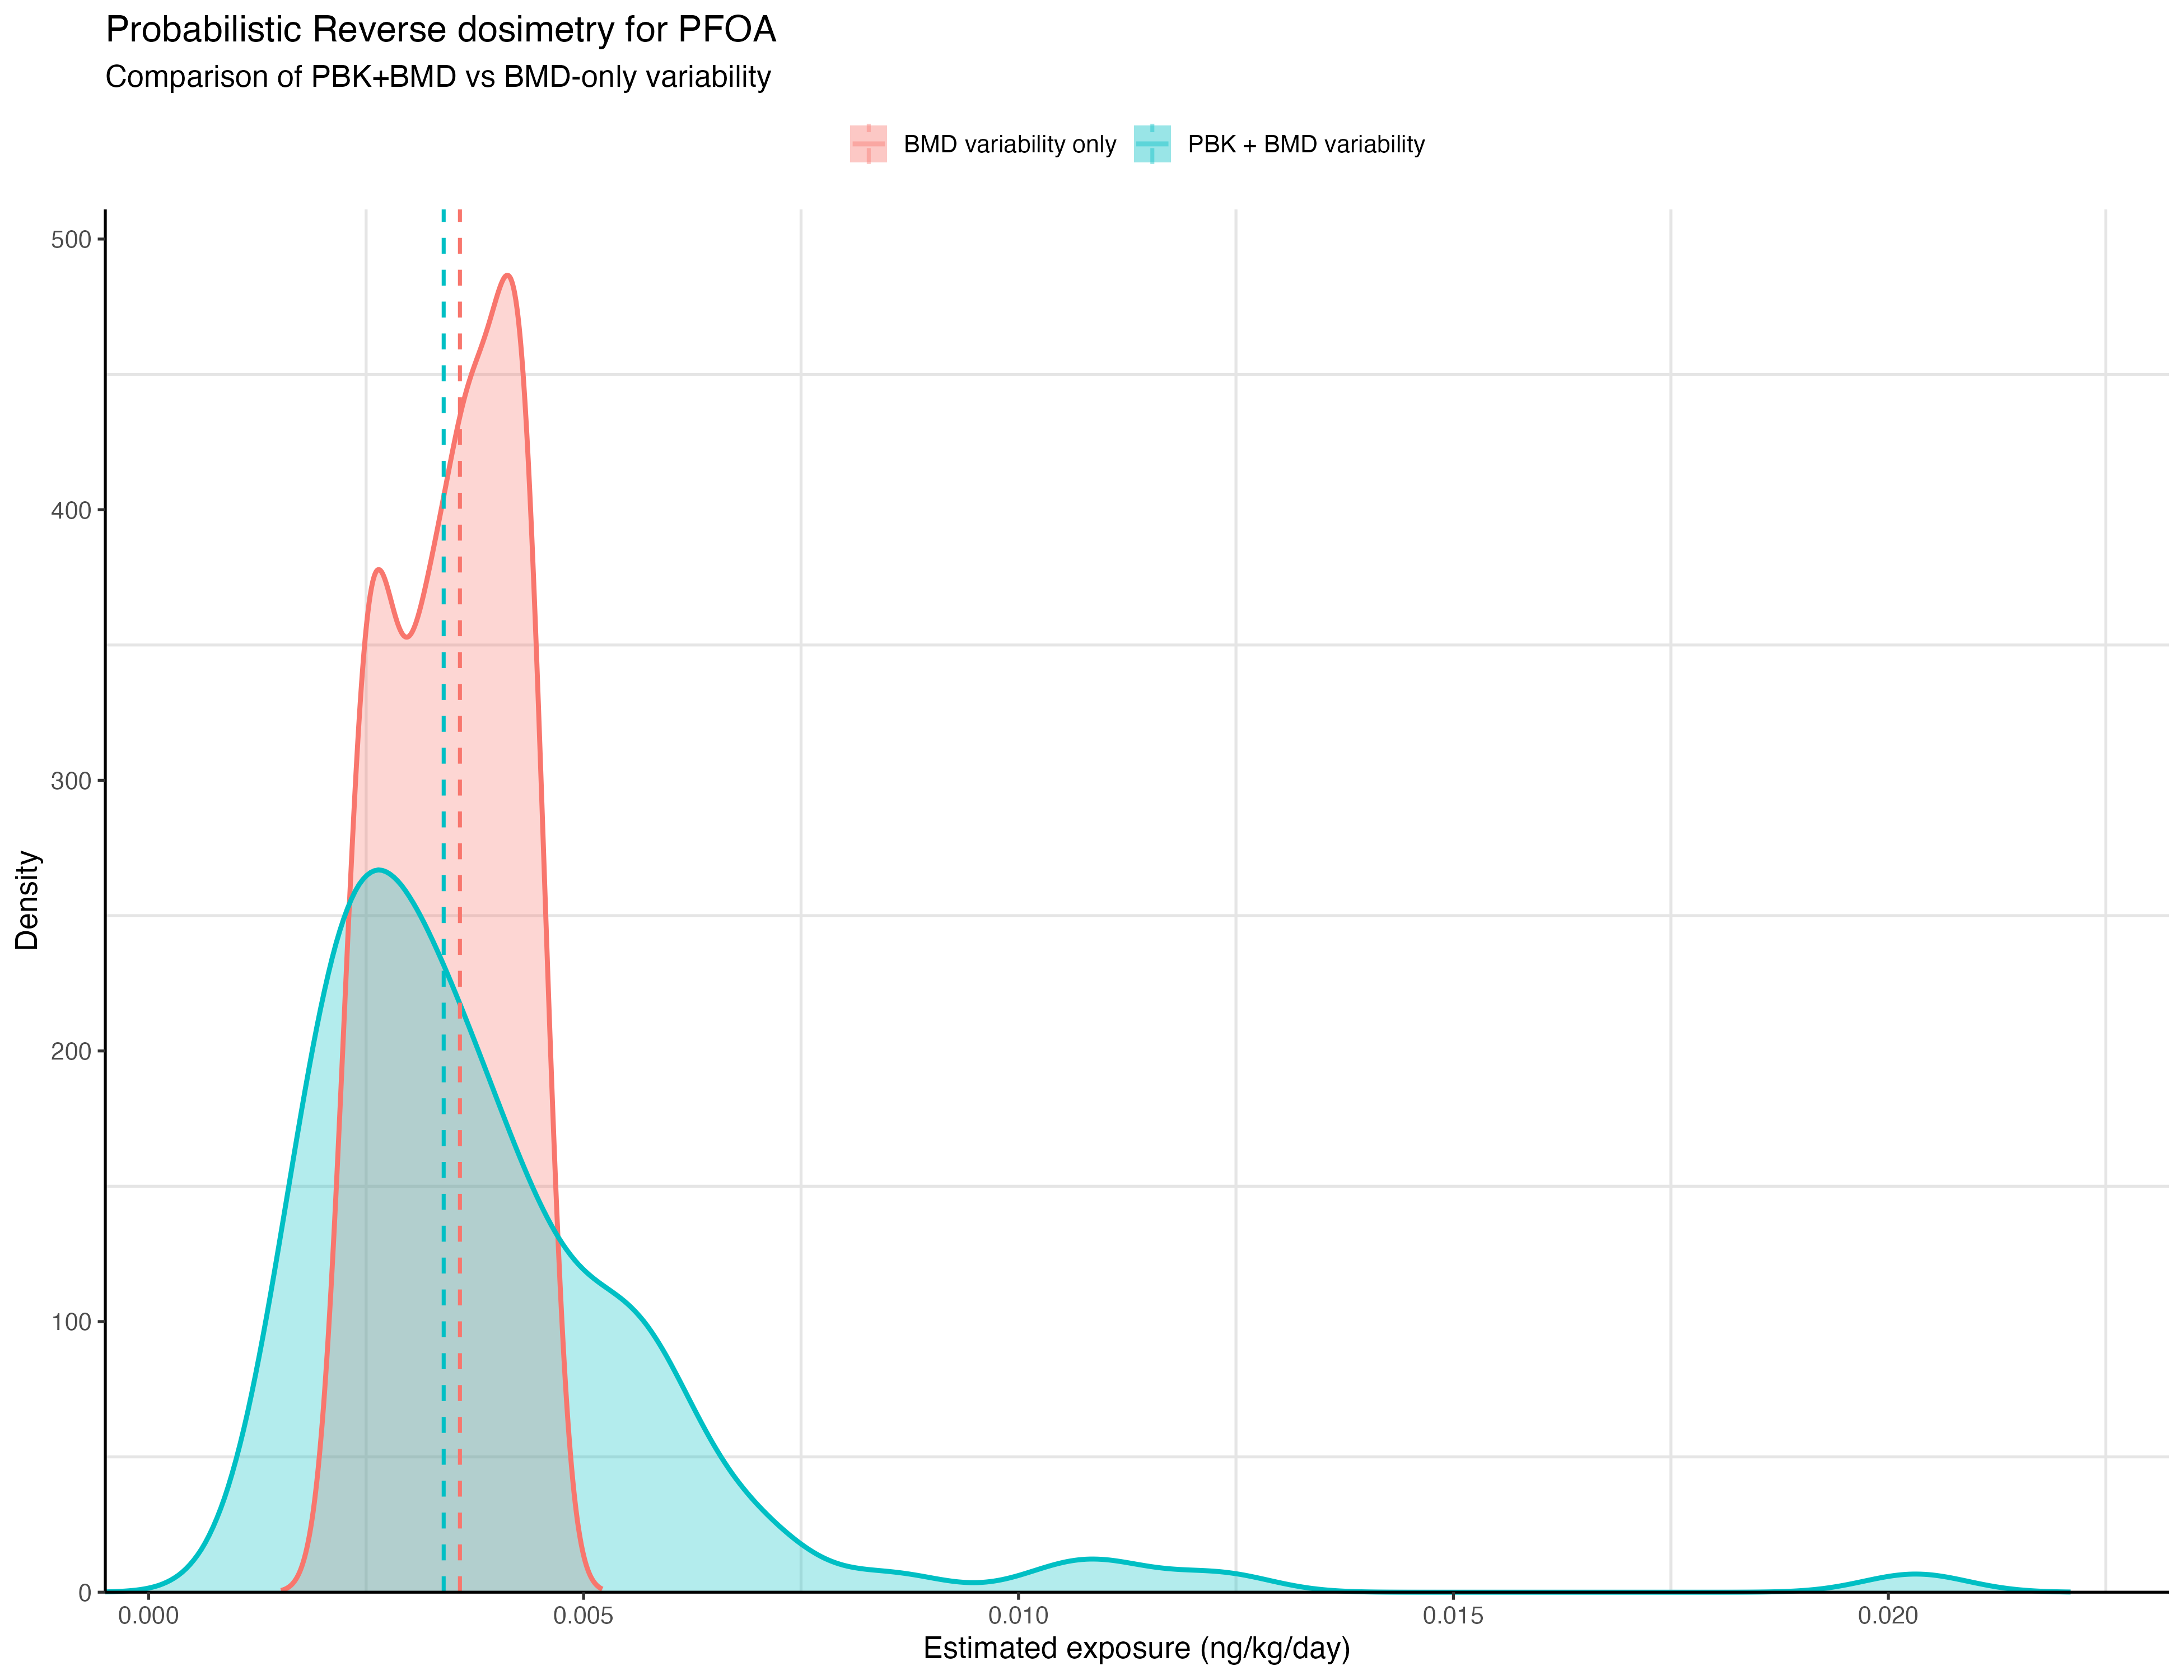 Probabilistic Reverse dosimetry for PFOA
Comparison of PBK+BMD vs BMD-only variability
BMD variability only
PBK + BMD variability
500
400
300
200
100
0
Density
0.000
0.005
0.010
0.015
0.020
Estimated exposure (ng/kg/day)